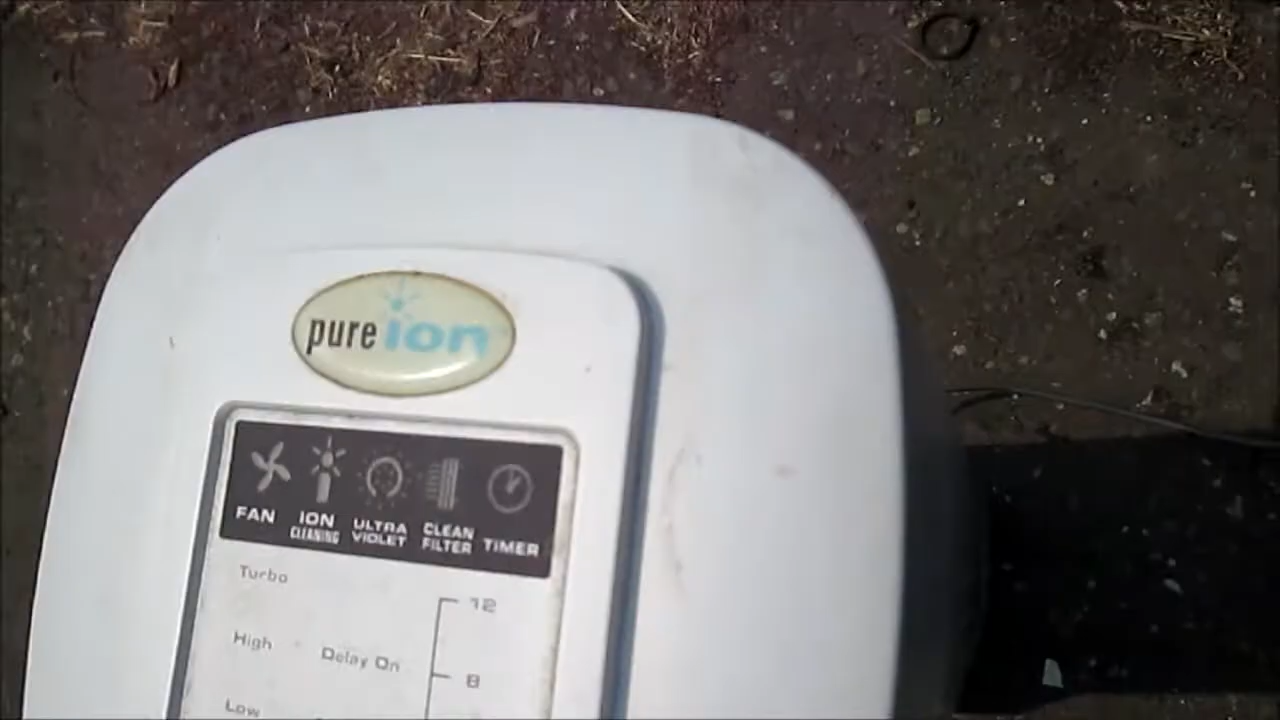 pure ion
FAN
ION
CLEANING
ULTRA
VIOLET
CLEAN
FILTER
TIMER
Turbo
12
High
Delay On
8
Low